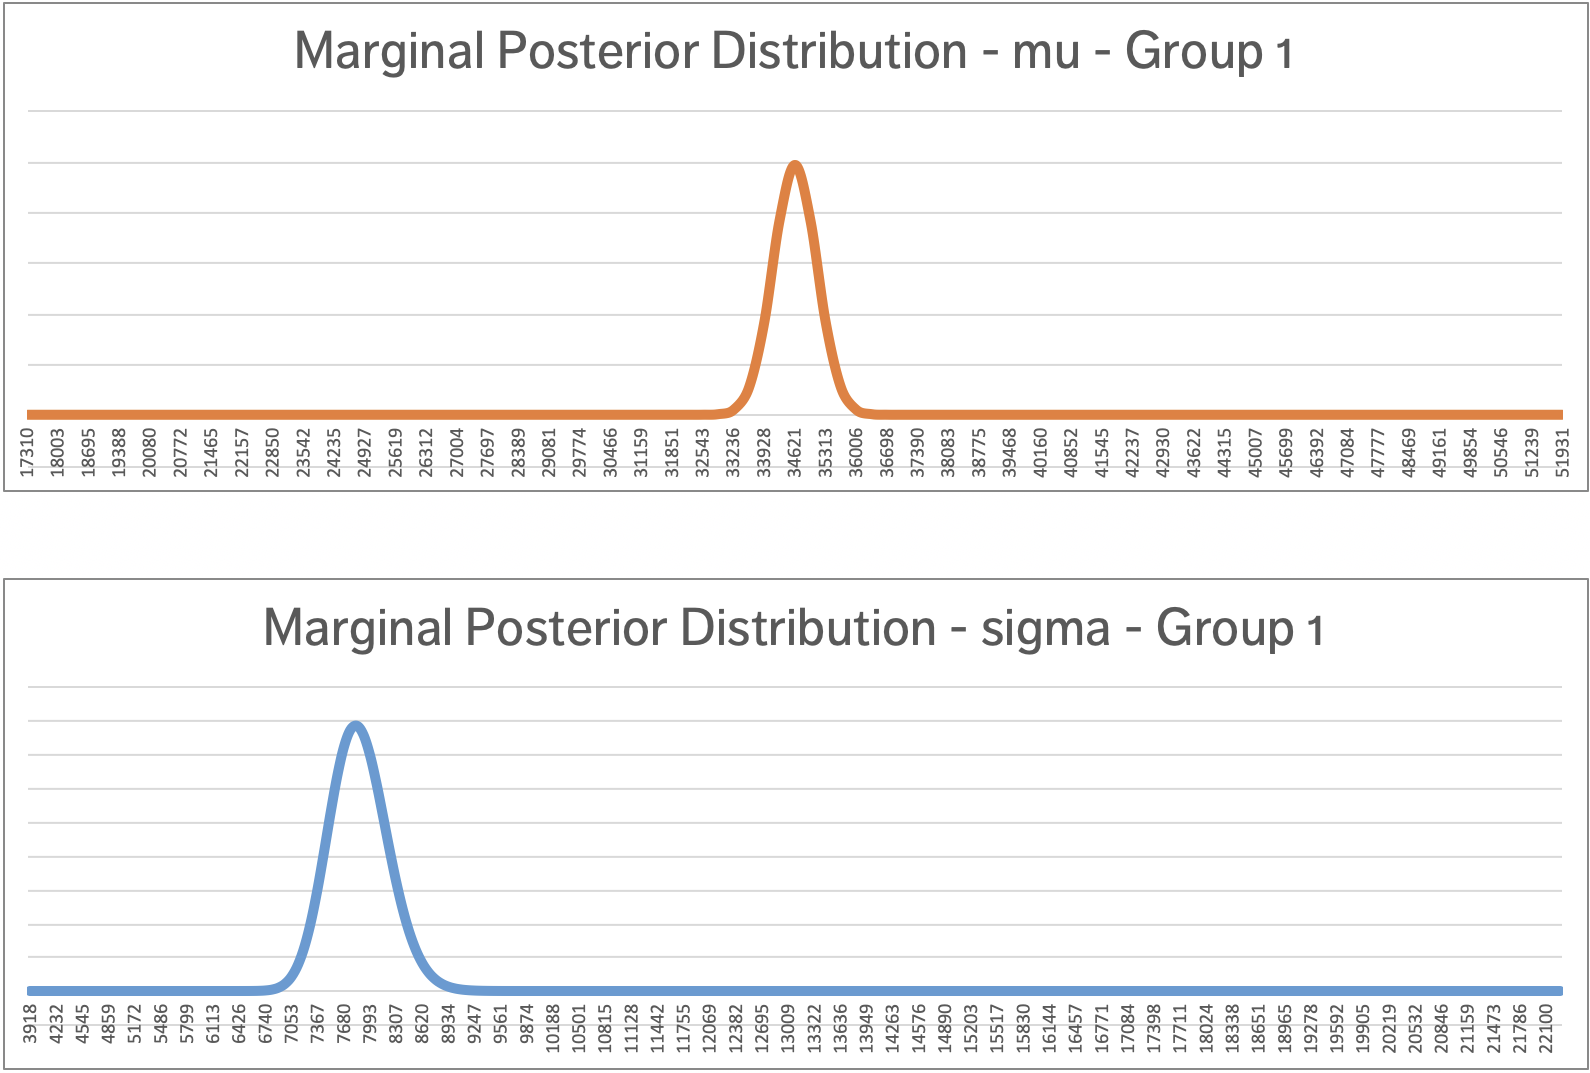 Marginal Posterior Distribution - mu - Group 1
17310 18003 18695 19388 20080 20772 21465 22157 22850 23542 24235 24927 25619 26312 27004 27697 28389 29081 29774 30466 31159 31851 32543 33236 33928 34621 35313 36006 36698 37390 38083 38775 39468 40160 40852 41545 42237 42930 43622 44315 45007 45699 46392 47084 47777 48469 49161 49854 50546 51239 51931
Marginal Posterior Distribution - sigma - Group 1
3918 4232 4545 4859 5172 5486 5799 6113 6426 6740 7053 7367 7680 7993 8307 8620 8934 9247 9561 9874 10188 10501 10815 11128 11442 11755 12069 12382 12695 13009 13322 13636 13949 14263 14576 14890 15203 15517 15830 16144 16457 16771 17084 17398 17711 18024 18338 18651 18965 19278 19592 19905 20219 20532 20846 21159 21473 21786 22100